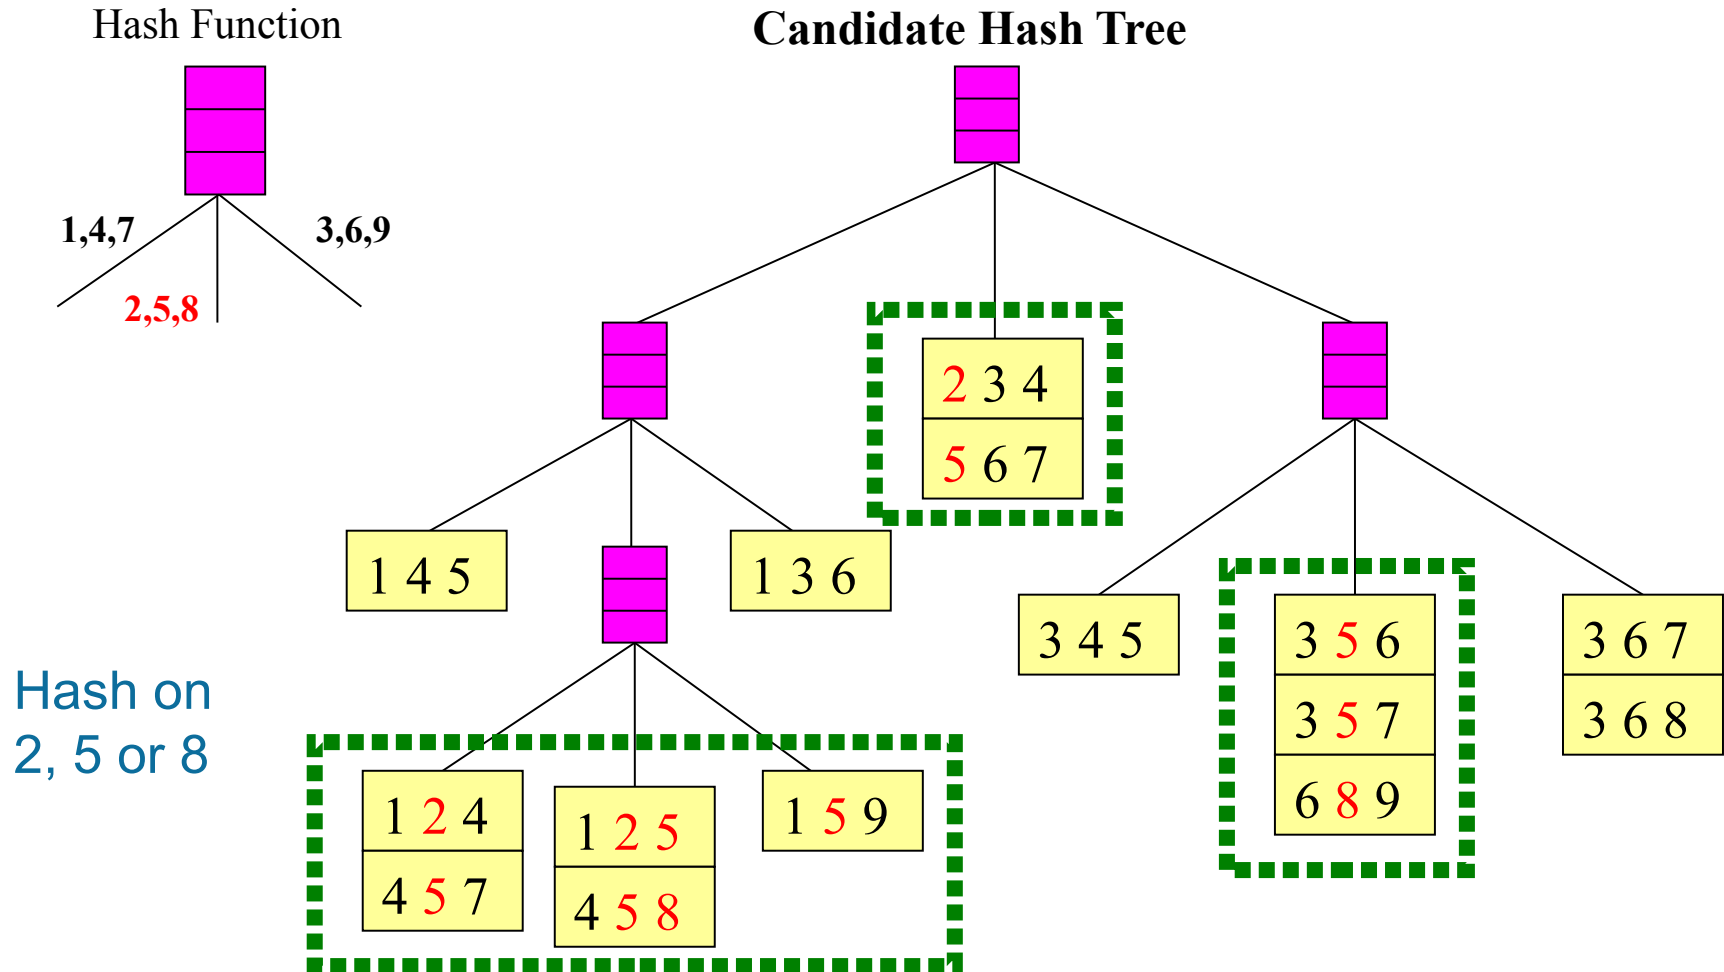 Hash Function
Candidate Hash Tree
1,4,7
3,6,9
2,5,8
2 3 4
5 6 7
1 4 5
1 3 6
3 4 5
3 5 6
3 5 7
6 8 9
3 6 7
3 6 8
Hash on
2, 5 or 8
1 2 4
4 5 7
1 2 5
4 5 8
1 5 9